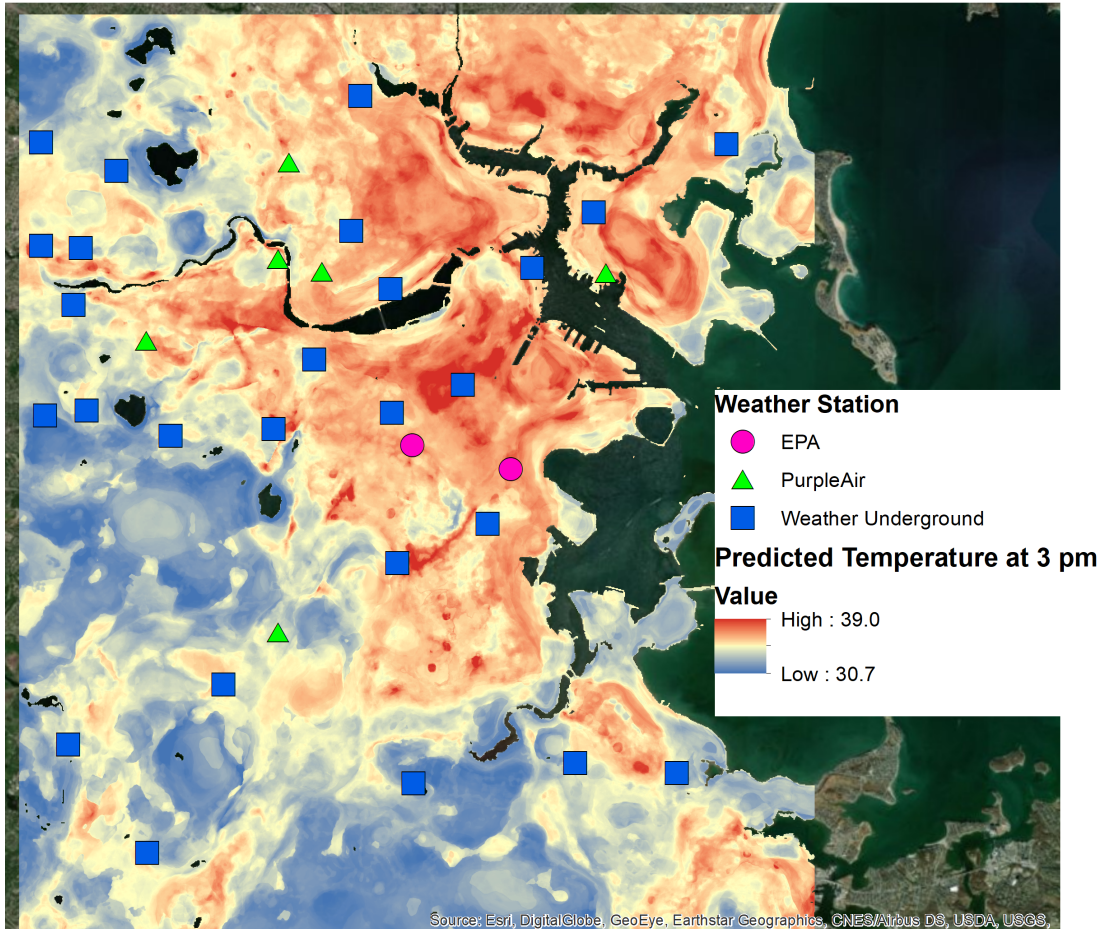 Weather Station
EPA
PurpleAir
Weather Underground
Predicted Temperature at 3 pm
Value
High : 39.0
Low : 30.7
Source: Esri, DigitalGlobe, GeoEye, Earthstar Geographics, CNES/Airbus DS, USDA, USGS,